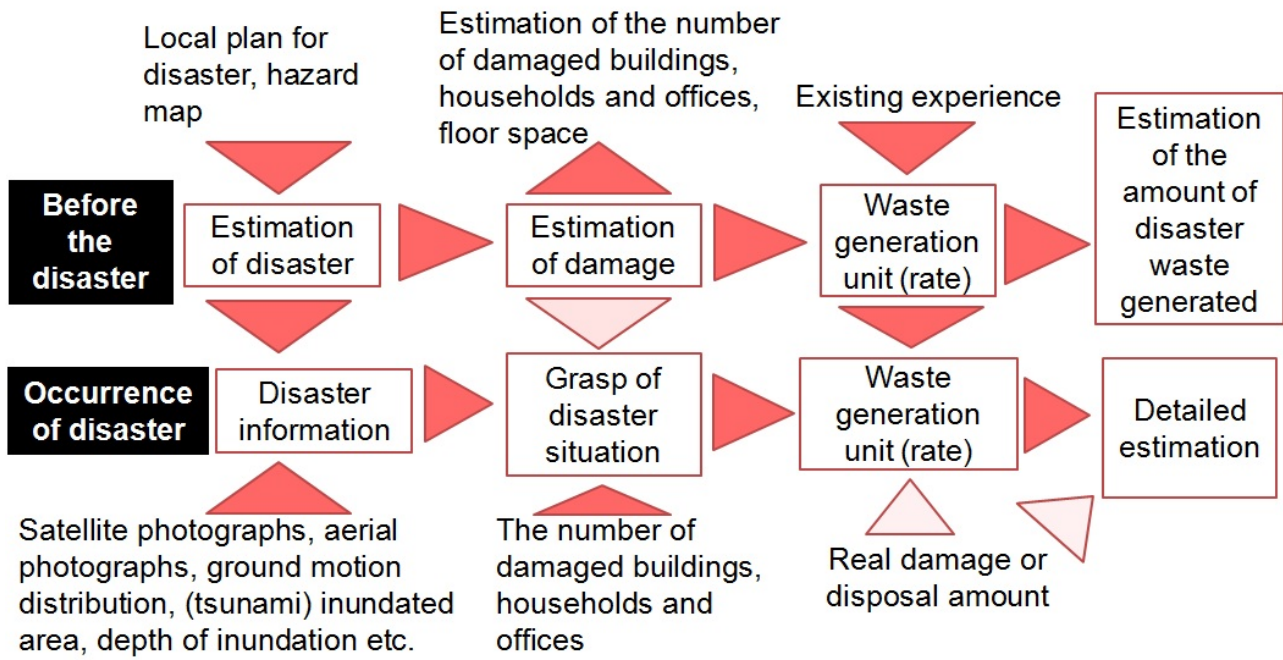 Local plan for
disaster, hazard
map
Estimation of the number
of damaged buildings,
households and offices,
floor space
Existing experience
Before
the
disaster
Estimation
of disaster
Estimation
of damage
Waste
generation
unit (rate)
Estimation
of the
amount of
disaster
waste
generated
Occurrence
of disaster
Disaster
information
Grasp of
disaster
situation
Waste
generation
unit (rate)
Detailed
estimation
Satellite photographs, aerial
photographs, ground motion
distribution, (tsunami) inundated
area, depth of inundation etc.
The number of
damaged buildings,
households and
offices
Real damage or
disposal amount